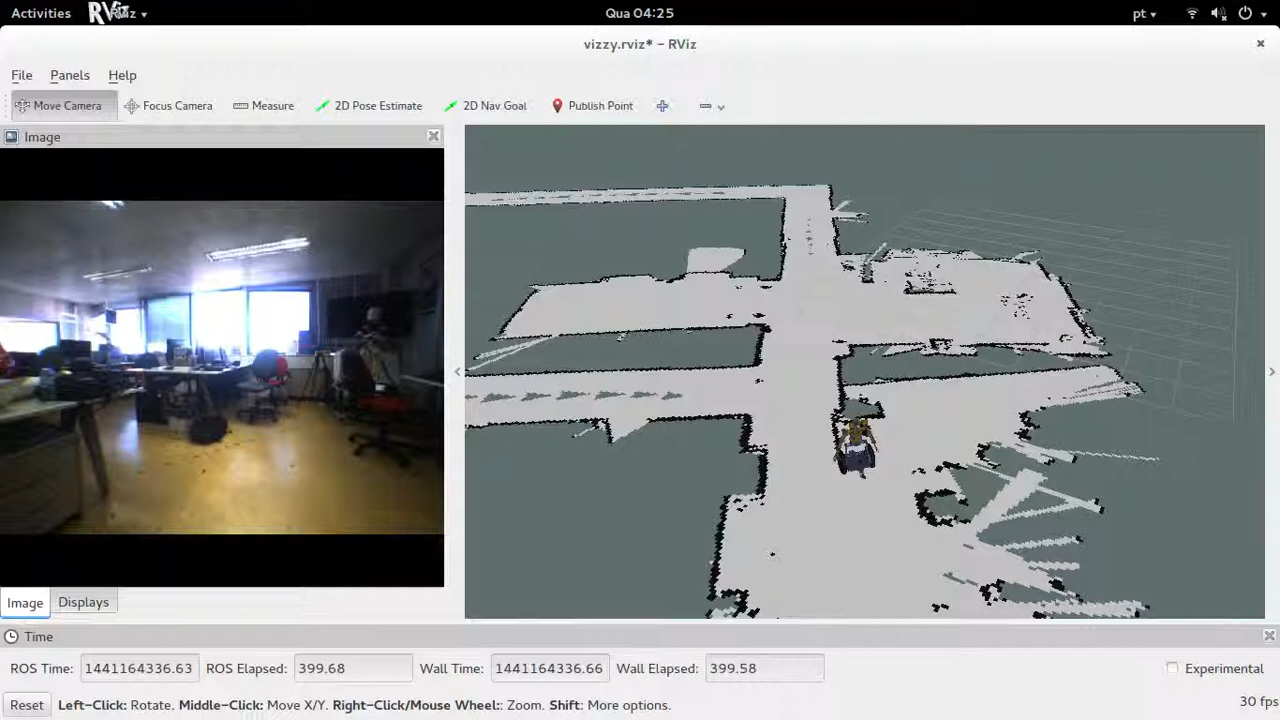 Activities RViz Qua 04:25 pt
vizzy.rviz* – RViz
File Panels Help
Move Camera Focus Camera Measure 2D Pose Estimate 2D Nav Goal Publish Point
Image
Image Displays
Time
ROS Time: 1441164336.63 ROS Elapsed: 399.68 Wall Time: 1441164336.66 Wall Elapsed: 399.58 Experimental
Reset Left-Click: Rotate. Middle-Click: Move X/Y. Right-Click/Mouse Wheel:: Zoom. Shift: More options. 30 fps